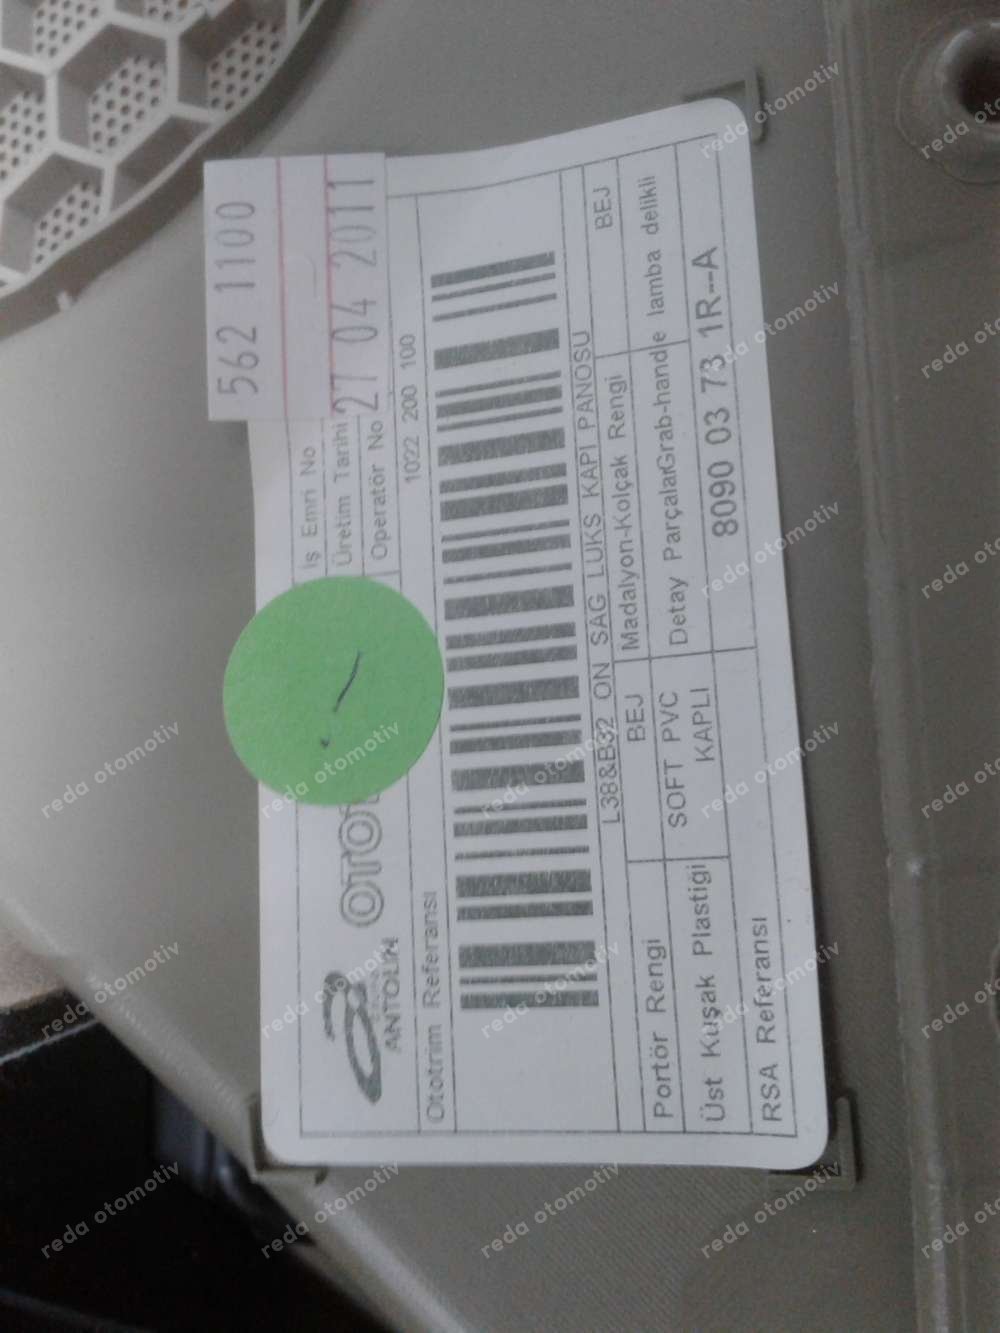 562 1100
İş Emri No
Üretim Tarihi 27 04 2011
Operatör No
ANTOLIN OTOT
Ototrim Referansı 1022 200 100
L38&B32 ON SAG LUKS KAPI PANOSU
Portör Rengi BEJ Madalyon-Kolçak Rengi BEJ
Üst Kuşak Plastiği SOFT PVC KAPLI Detay Parçalar Grab-hande lamba delikli
RSA Referansı 8090 03 73 1R--A
reda otomotiv